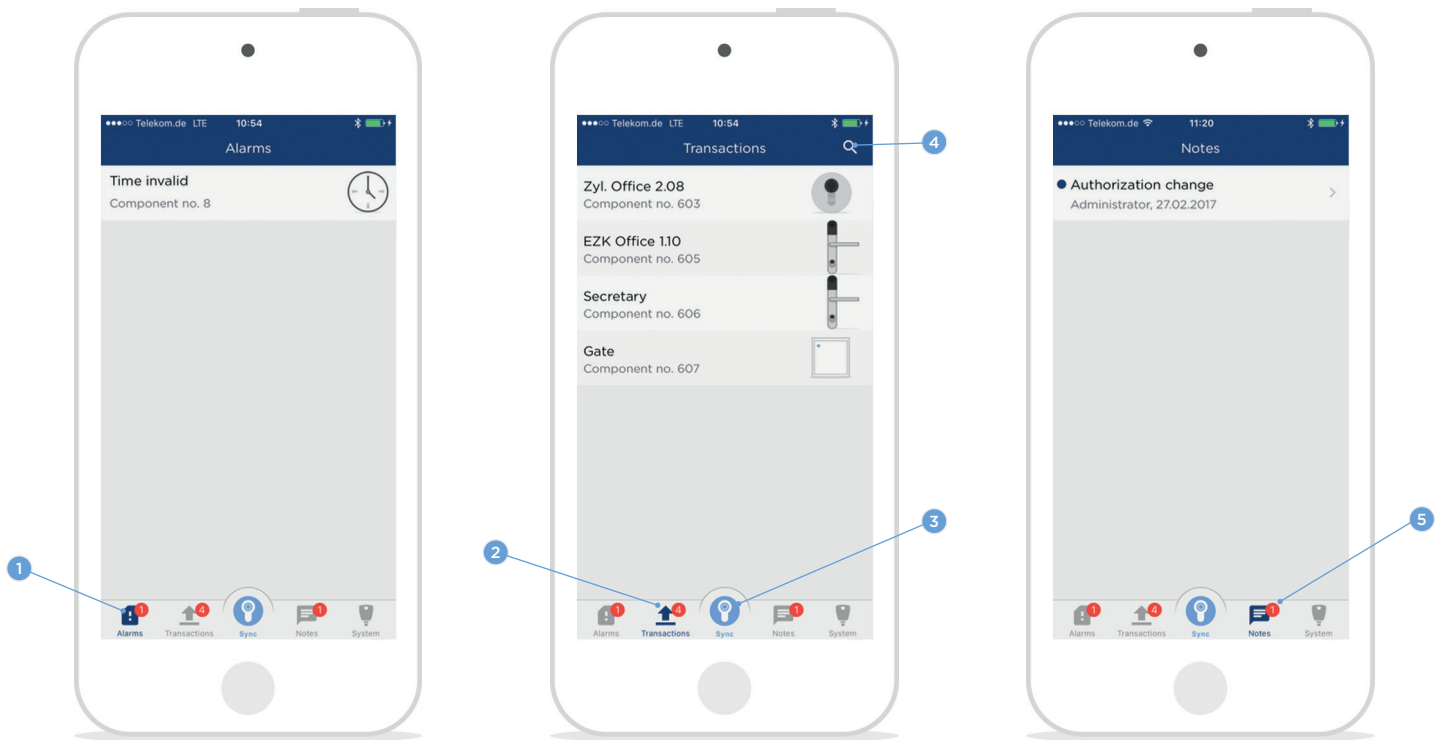 Telekom.de LTE 10:54
Alarms
Time invalid
Component no. 8
1
1 4 1
Alarms Transactions Sync Notes System
Telekom.de LTE 10:54
Transactions
4
Zyl. Office 2.08
Component no. 603
EZK Office 1.10
Component no. 605
Secretary
Component no. 606
Gate
Component no. 607
3
2
1 4 1
Alarms Transactions Sync Notes System
Telekom.de 11:20
Notes
Authorization change
Administrator, 27.02.2017
5
1 4 1
Alarms Transactions Sync Notes System